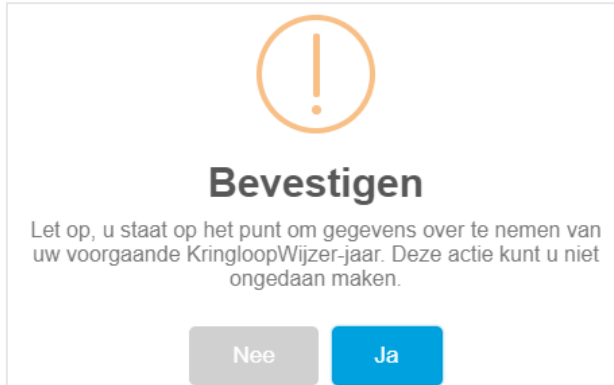 Bevestigen
Let op, u staat op het punt om gegevens over te nemen van
uw voorgaande KringloopWijzer-jaar. Deze actie kunt u niet
ongedaan maken.
Nee Ja